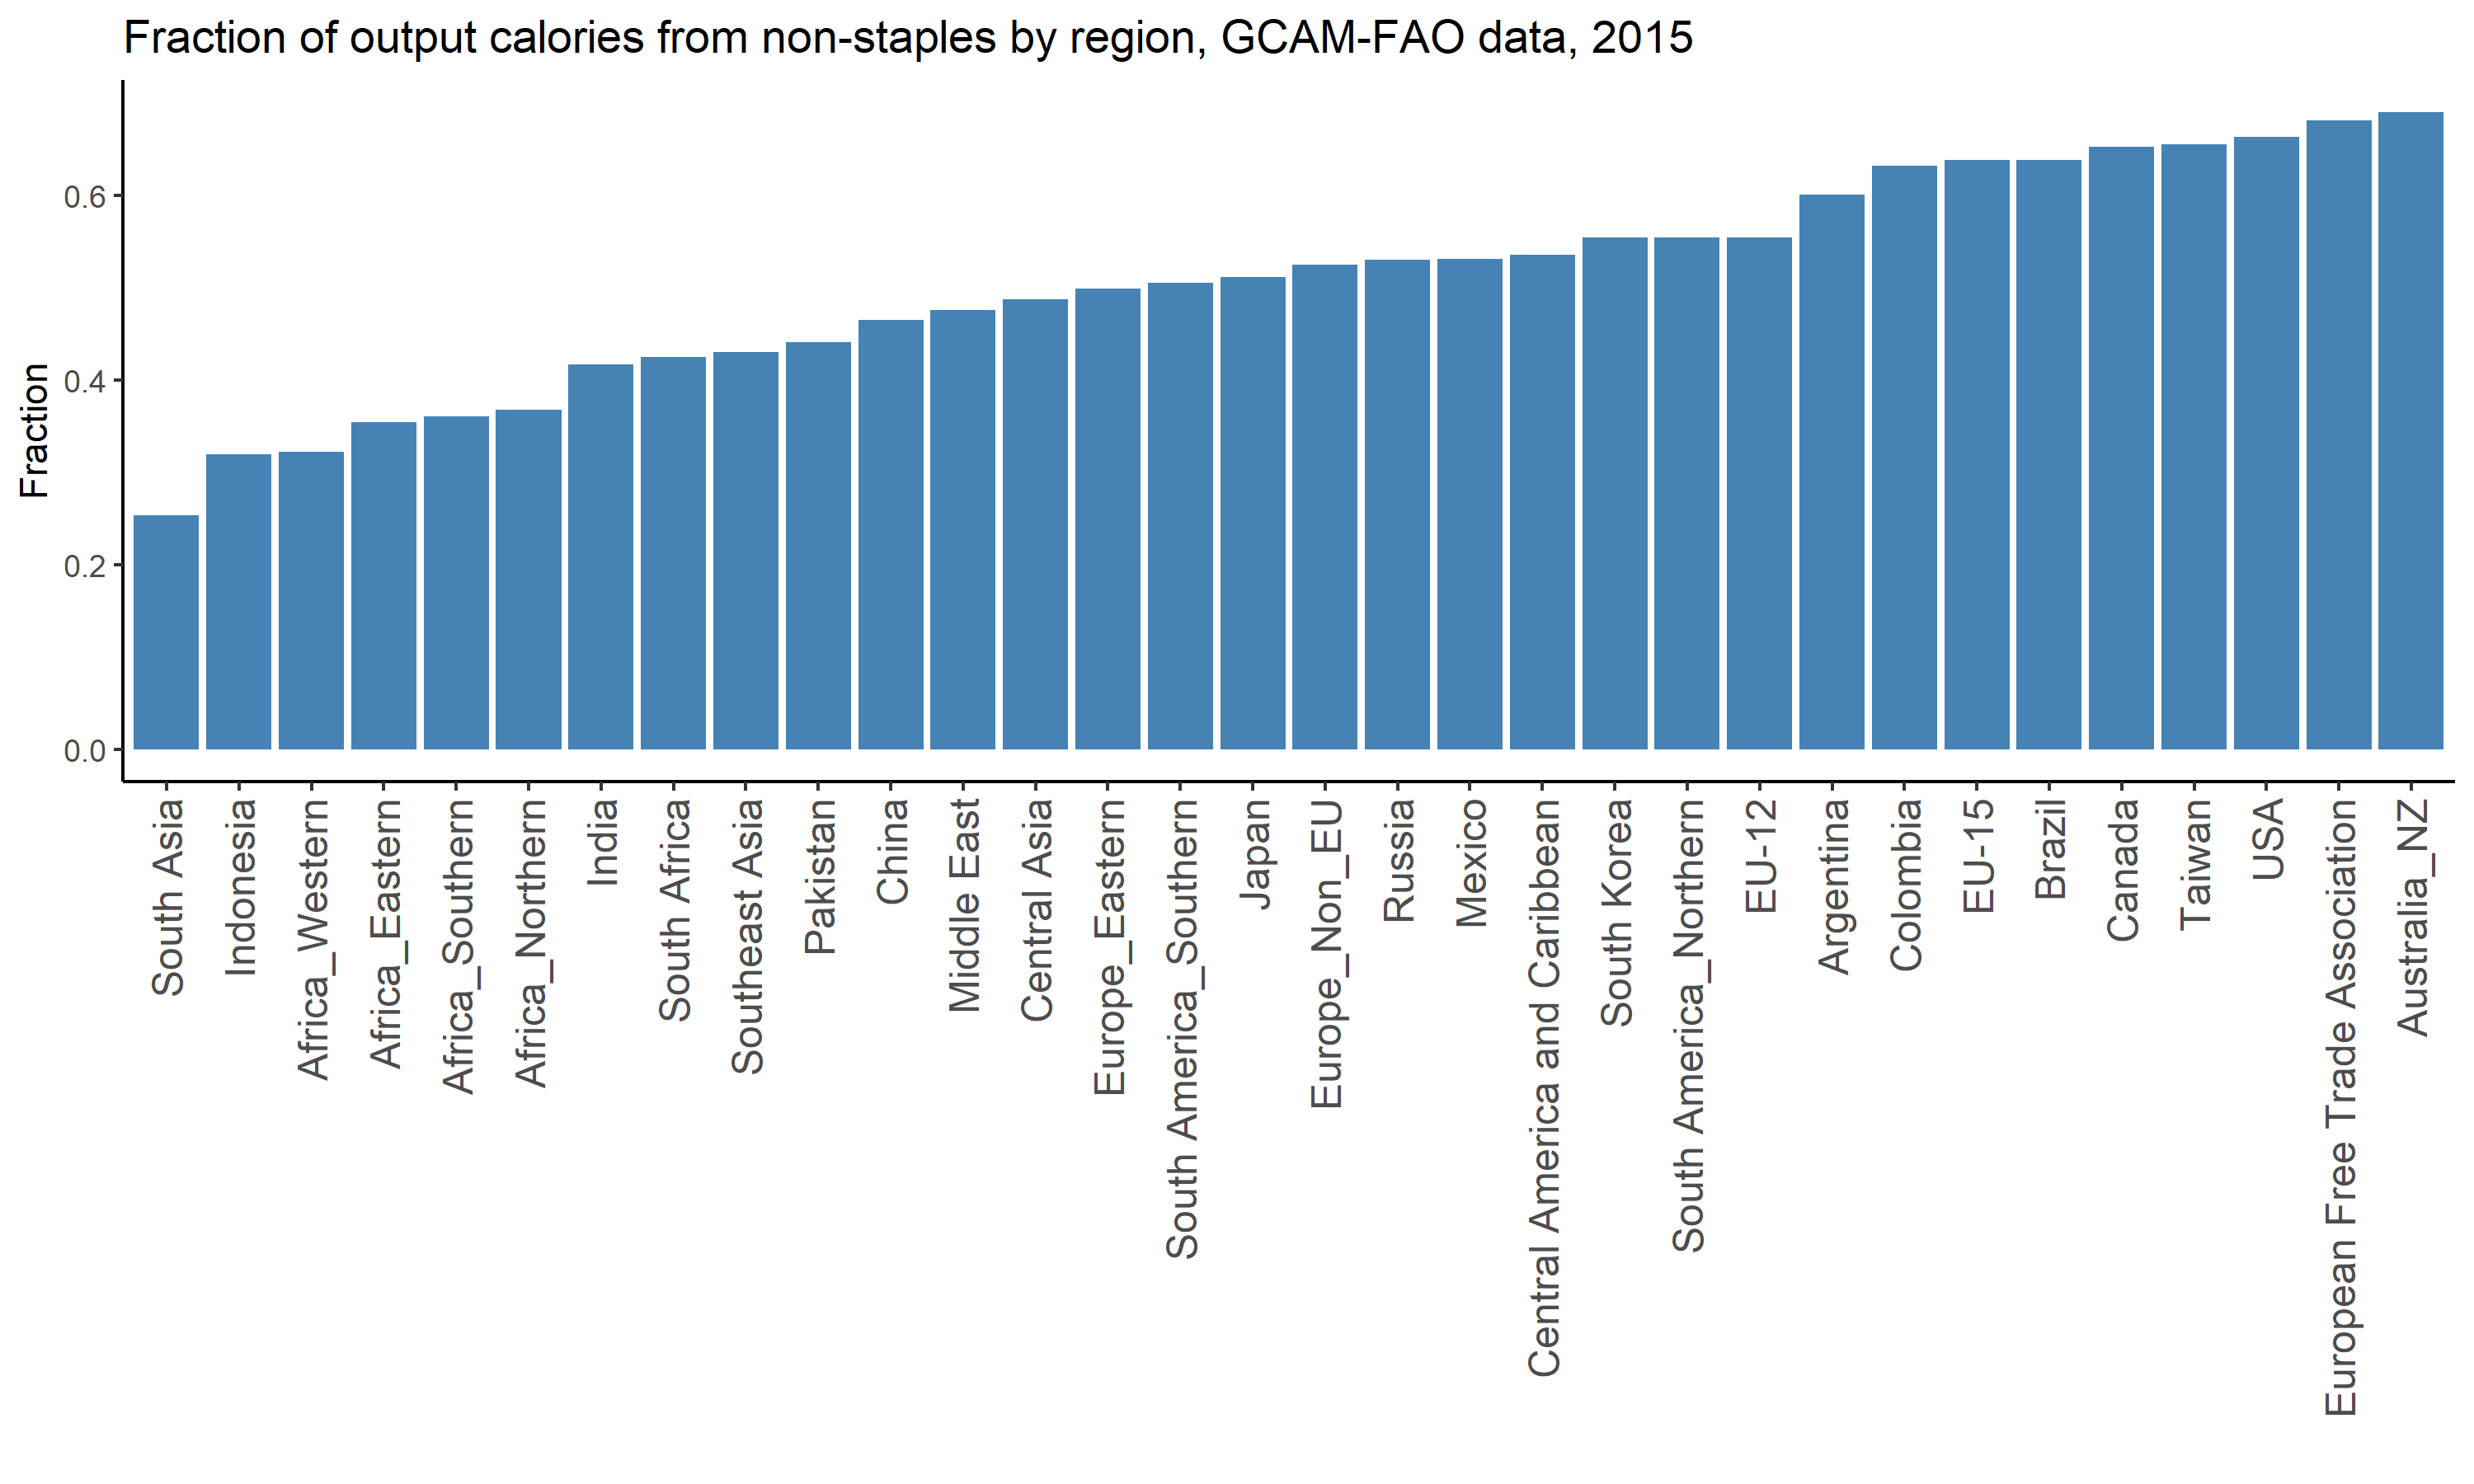 Fraction of output calories from non-staples by region, GCAM-FAO data, 2015
Fraction
0.6
0.4
0.2
0.0
South Asia
Indonesia
Africa_Western
Africa_Eastern
Africa_Southern
Africa_Northern
India
South Africa
Southeast Asia
Pakistan
China
Middle East
Central Asia
Europe_Eastern
South America_Southern
Japan
Europe_Non_EU
Russia
Mexico
Central America and Caribbean
South Korea
South America_Northern
EU-12
Argentina
Colombia
EU-15
Brazil
Canada
Taiwan
USA
European Free Trade Association
Australia_NZ